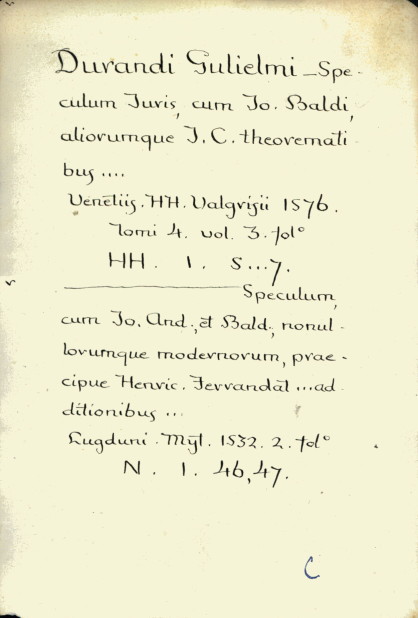 Durandi Gulielmi _ Spe-
culum Juris, cum Jo. Baldi,
aliorumque J. C. theoremati
bus ....
Venetiis. HH. Valgrisii 1576.
Tomi 4. vol. 3. fol°
HH. 1. 5...7.
Speculum,
cum Jo. And., et Bald., nonul-
lorumque modernorum, prae-
cipue Henric. Ferrandat ... ad
ditionibus ...
Lugduni. Myt. 1532. 2. fol°
N. 1. 46, 47.
C